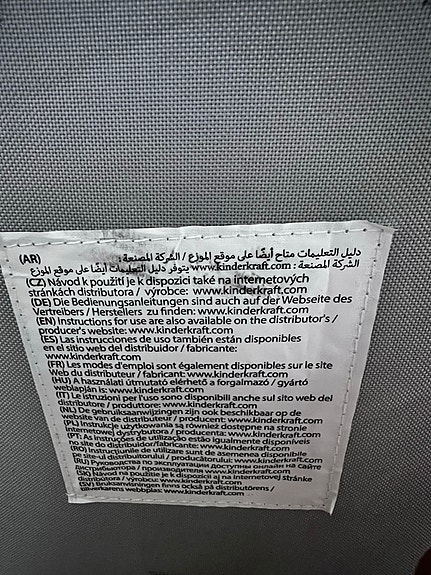 (AR) دليل التعليمات متاح أيضًا على موقع الموزع / الشركة المصنعة :
الشركة المصنعة : www.kinderkraft.com يتوفر دليل التعليمات أيضًا على موقع الموزع
(CZ) Návod k použití je k dispozici také na internetových
stránkách distributora / výrobce: www.kinderkraft.com
(DE) Die Bedienungsanleitungen sind auch auf der Webseite des
Vertreibers / Herstellers zu finden: www.kinderkraft.com
(EN) Instructions for use are also available on the distributor's /
producer's website: www.kinderkraft.com
(ES) Las instrucciones de uso también están disponibles
en el sitio web del distribuidor / fabricante:
www.kinderkraft.com
(FR) Les modes d'emploi sont également disponibles sur le site
Web du distributeur / fabricant: www.kinderkraft.com
(HU) A használati útmutató elérhető a forgalmazó / gyártó
weblapján is: www.kinderkraft.com
(IT) Le istruzioni per l'uso sono disponibili anche sul sito web del
distributore / produttore: www.kinderkraft.com
(NL) De gebruiksaanwijzingen zijn ook beschikbaar op de
website van de distributeur / producent: www.kinderkraft.com
(PL) Instrukcje użytkowania są również dostępne na stronie
internetowej dystrybutora / producenta: www.kinderkraft.com
(PT) As instruções de utilização estão igualmente disponíveis
no site do distribuidor/fabricante: www.kinderkraft.com
(RO) Instrucțiunile de utilizare sunt de asemenea disponibile
pe site-ul distribuitorului / producătorului: www.kinderkraft.com
(RU) Руководства по эксплуатации доступны онлайн на сайте
дистрибьютора / производителя www.kinderkraft.com
(SK) Návod na použitie je k dispozícii aj na internetovej stránke
distribútora / výrobcu: www.kinderkraft.com
(SV) Bruksanvisningen finns också på distributörens /
tillverkarens webbplats: www.kinderkraft.com